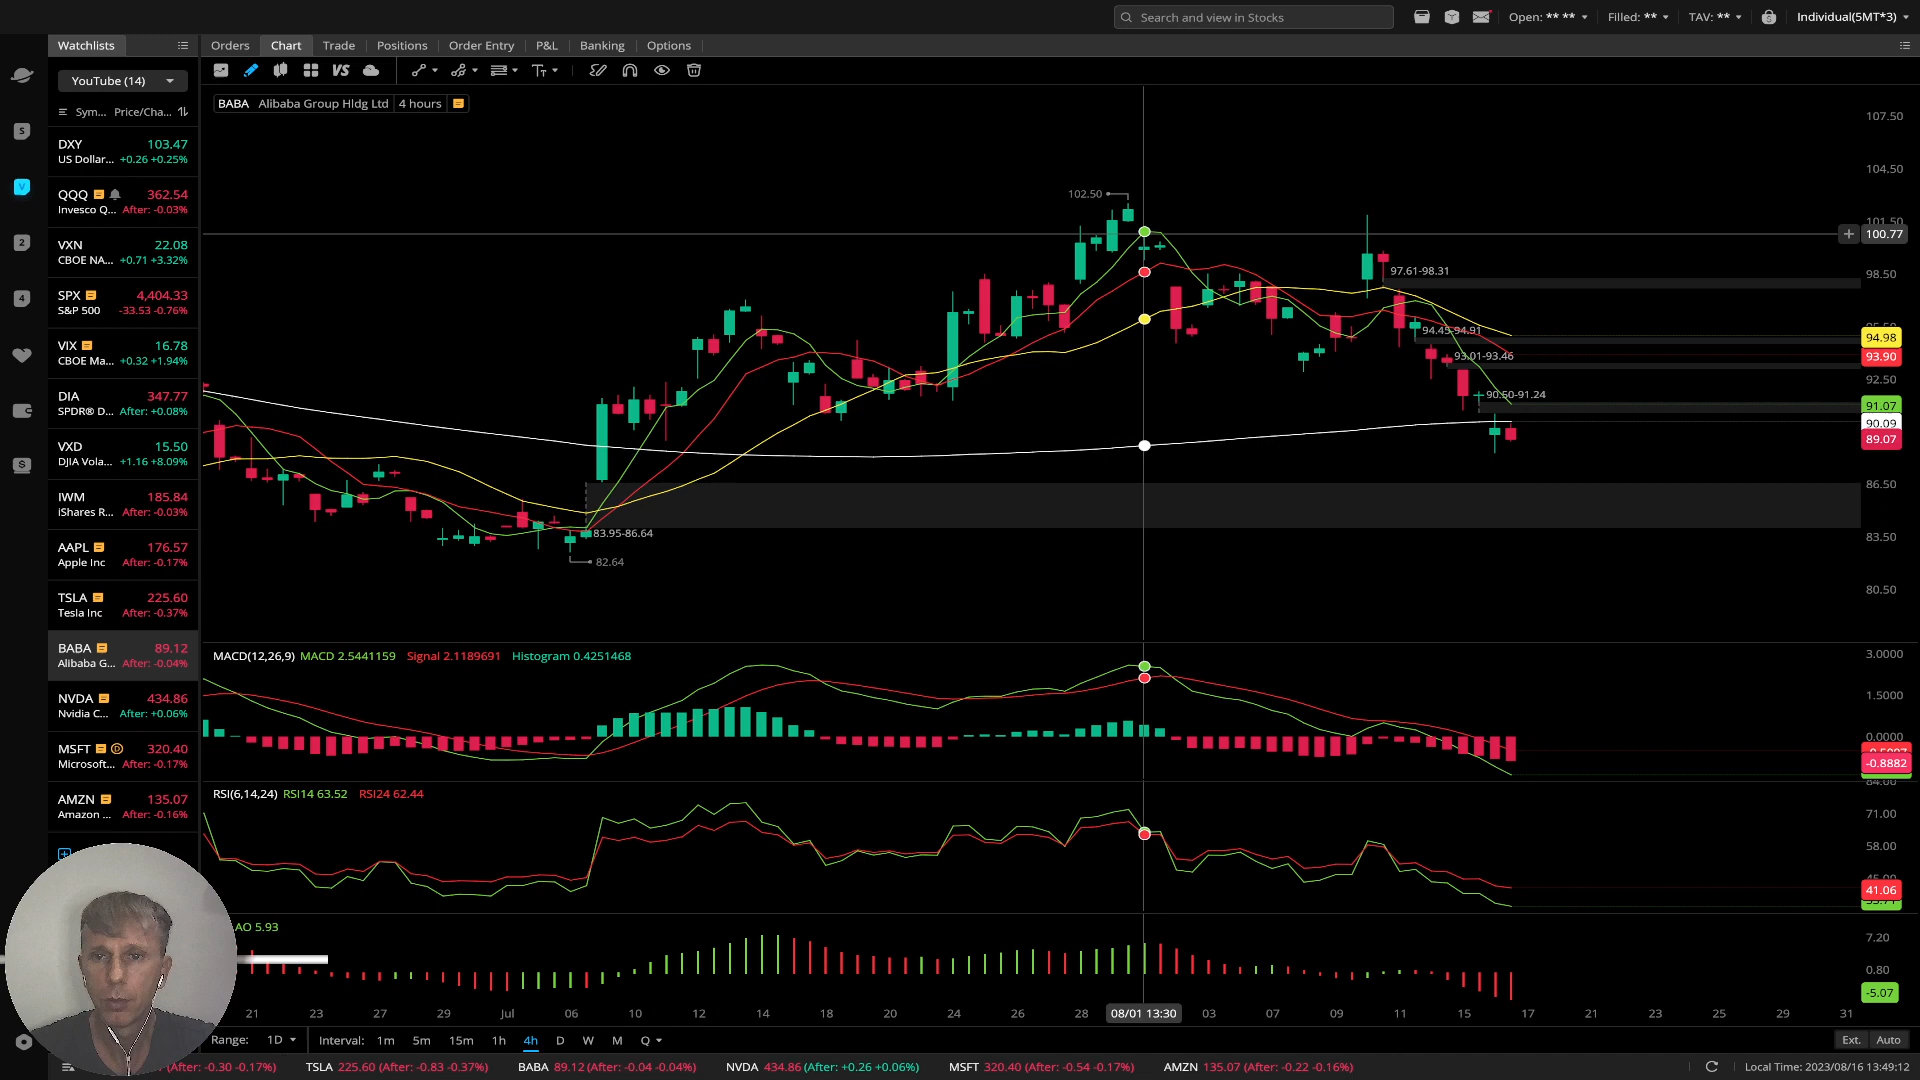 Search and view in Stocks
Open: ** **
Filled: **
TAV: **
Individual(5MT*3)
Watchlists
Orders Chart Trade Positions Order Entry P&L Banking Options
YouTube (14)
VS
Sym... Price/Cha...
BABA Alibaba Group Hldg Ltd 4 hours
DXY 103.47
US Dollar... +0.26 +0.25%
QQQ 362.54
Invesco Q... After: -0.03%
VXN 22.08
CBOE NA... +0.71 +3.32%
SPX 4,404.33
S&P 500 -33.53 -0.76%
VIX 16.78
CBOE Ma... +0.32 +1.94%
DIA 347.77
SPDR® D... After: +0.08%
VXD 15.50
DJIA Vola... +1.16 +8.09%
IWM 185.84
iShares R... After: -0.03%
AAPL 176.57
Apple Inc After: -0.17%
TSLA 225.60
Tesla Inc After: -0.37%
BABA 89.12
Alibaba G... After: -0.04%
NVDA 434.86
Nvidia C... After: +0.06%
MSFT 320.40
Microsoft... After: -0.17%
AMZN 135.07
Amazon ... After: -0.16%
102.50
97.61-98.31
94.45-94.91
93.01-93.46
90.50-91.24
83.95-86.64
82.64
107.50
104.50
101.50
100.77
98.50
94.98
93.90
92.50
91.07
90.09
89.07
86.50
83.50
80.50
MACD(12,26,9) MACD 2.5441159 Signal 2.1189691 Histogram 0.4251468
3.0000
1.5000
0.0000
-0.8882
RSI(6,14,24) RSI14 63.52 RSI24 62.44
71.00
58.00
41.06
AO 5.93
7.20
0.80
-5.07
21 23 27 29 Jul 06 10 12 14 18 20 24 26 28 08/01 13:30 03 07 09 11 15 17 21 23 25 29 31
Range: 1D Interval: 1m 5m 15m 1h 4h D W M Q
Ext. Auto
(After: -0.30 -0.17%) TSLA 225.60 (After: -0.83 -0.37%) BABA 89.12 (After: -0.04 -0.04%) NVDA 434.86 (After: +0.26 +0.06%) MSFT 320.40 (After: -0.54 -0.17%) AMZN 135.07 (After: -0.22 -0.16%)
Local Time: 2023/08/16 13:49:12